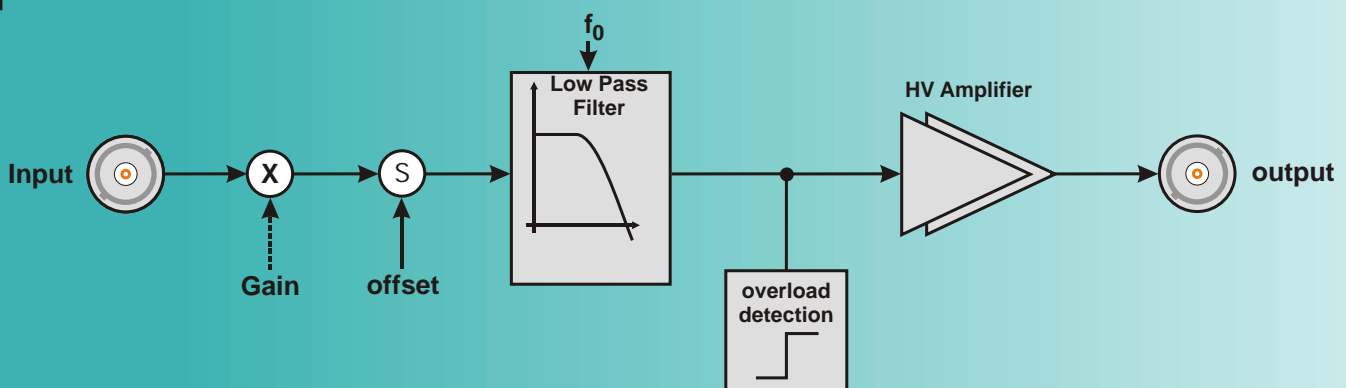 f0
Low Pass
Filter
HV Amplifier
Input
X
S
output
Gain
offset
overload
detection